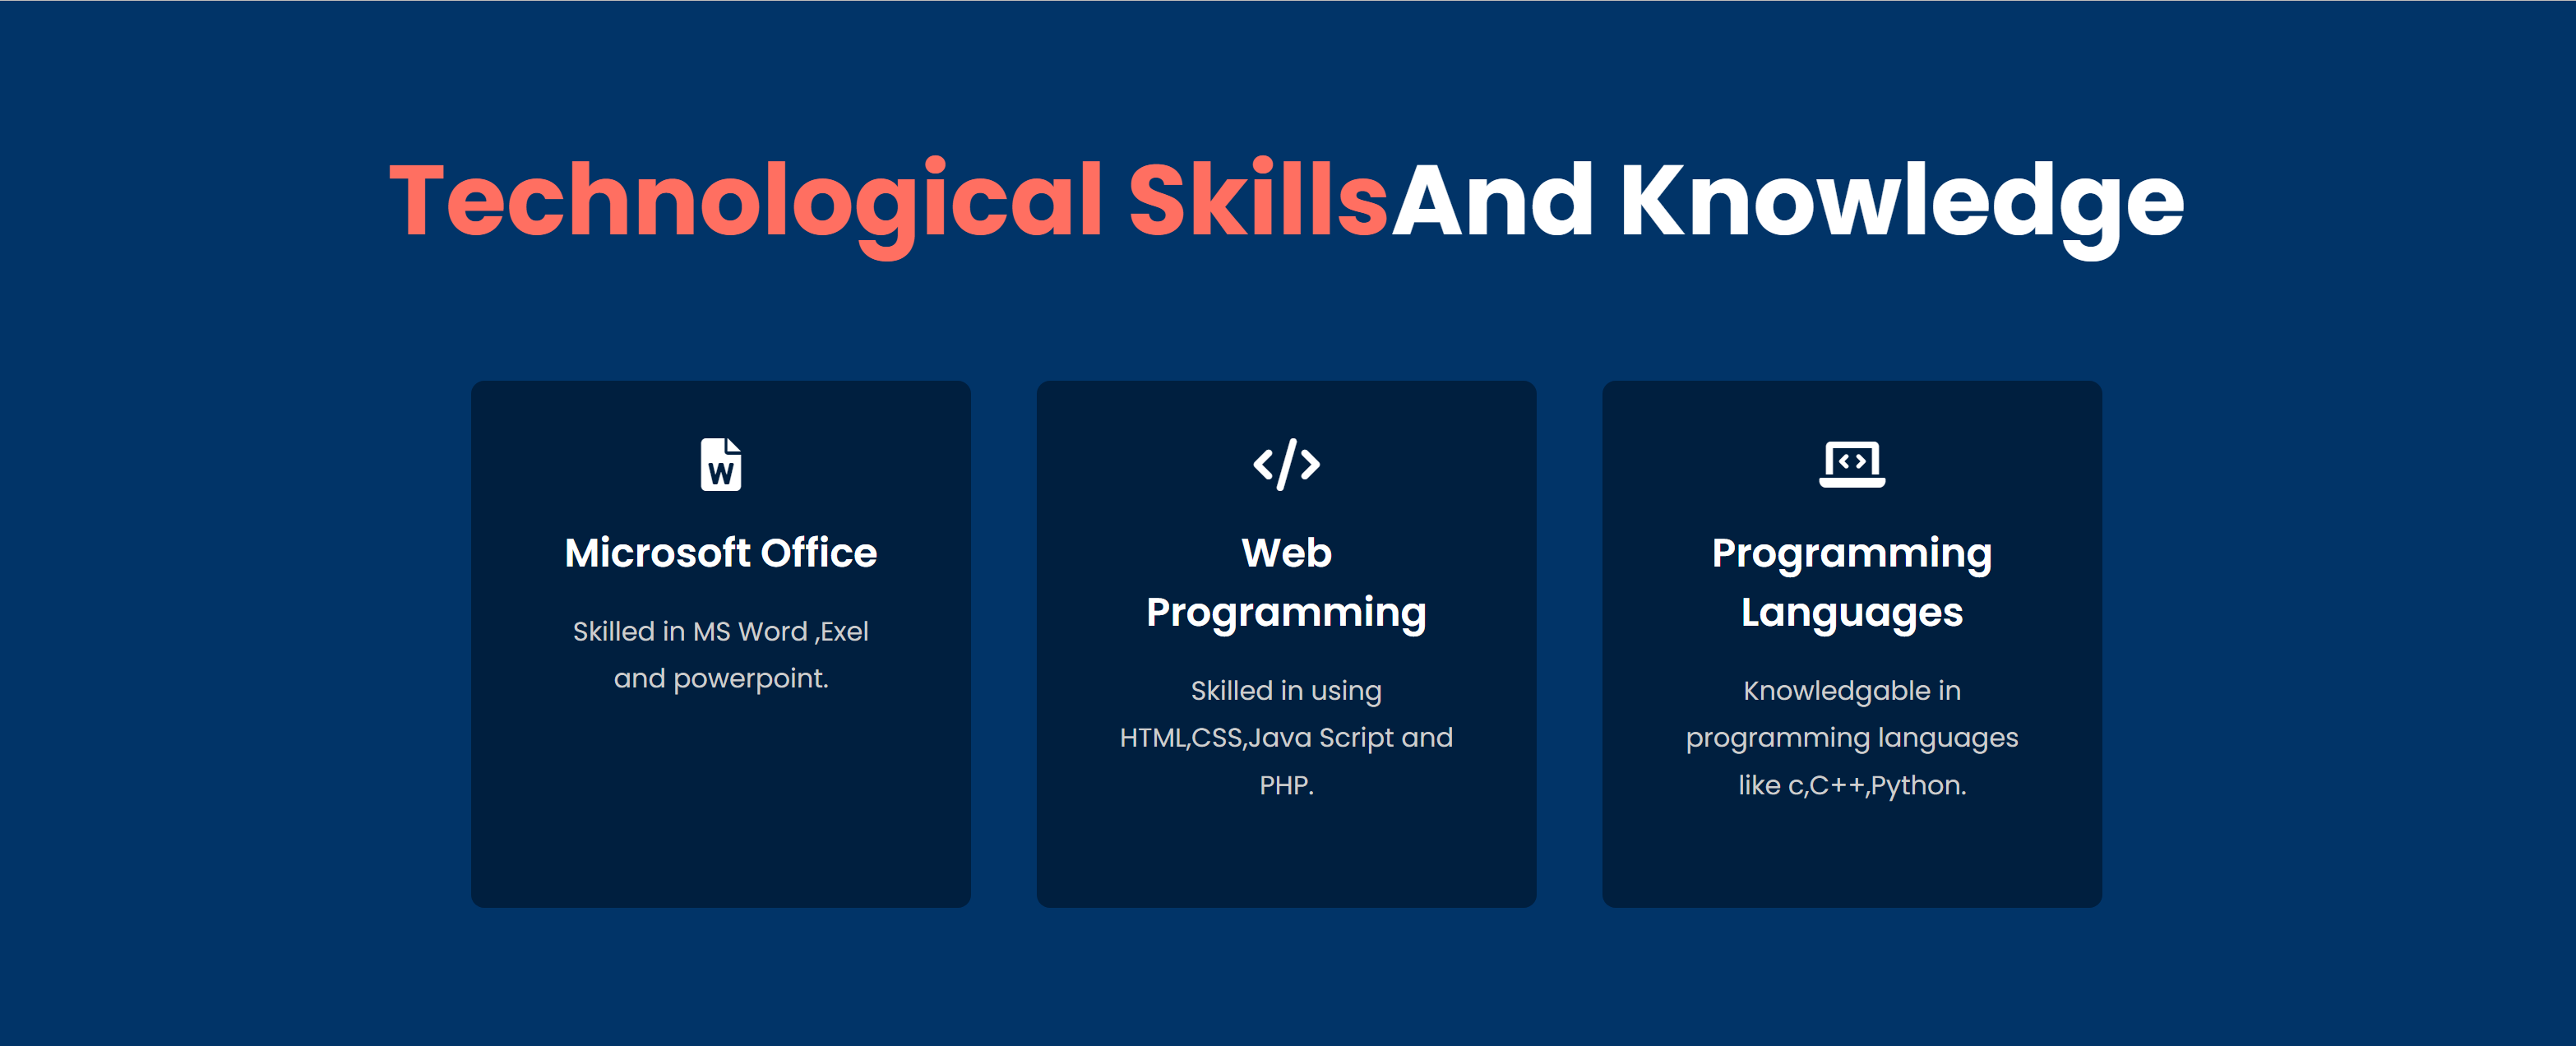 Technological SkillsAnd Knowledge
W
Microsoft Office
Skilled in MS Word ,Exel
and powerpoint.
Web
Programming
Skilled in using
HTML,CSS,Java Script and
PHP.
Programming
Languages
Knowledgable in
programming languages
like c,C++,Python.